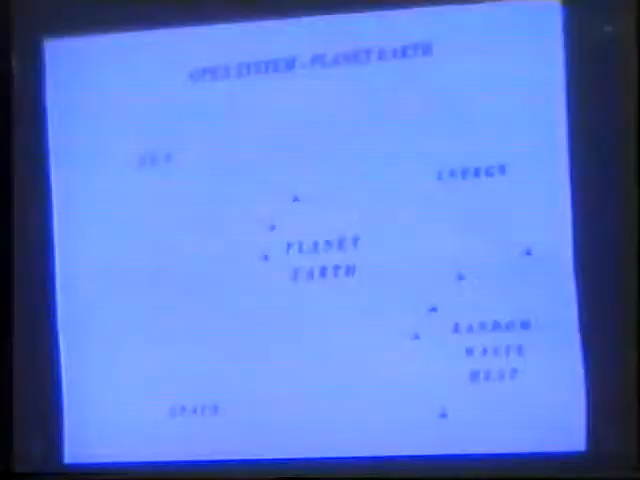 OPEN SYSTEM - PLANET EARTH
SUN
ENERGY
PLANET
EARTH
RANDOM
WASTE
HEAT
SPACE